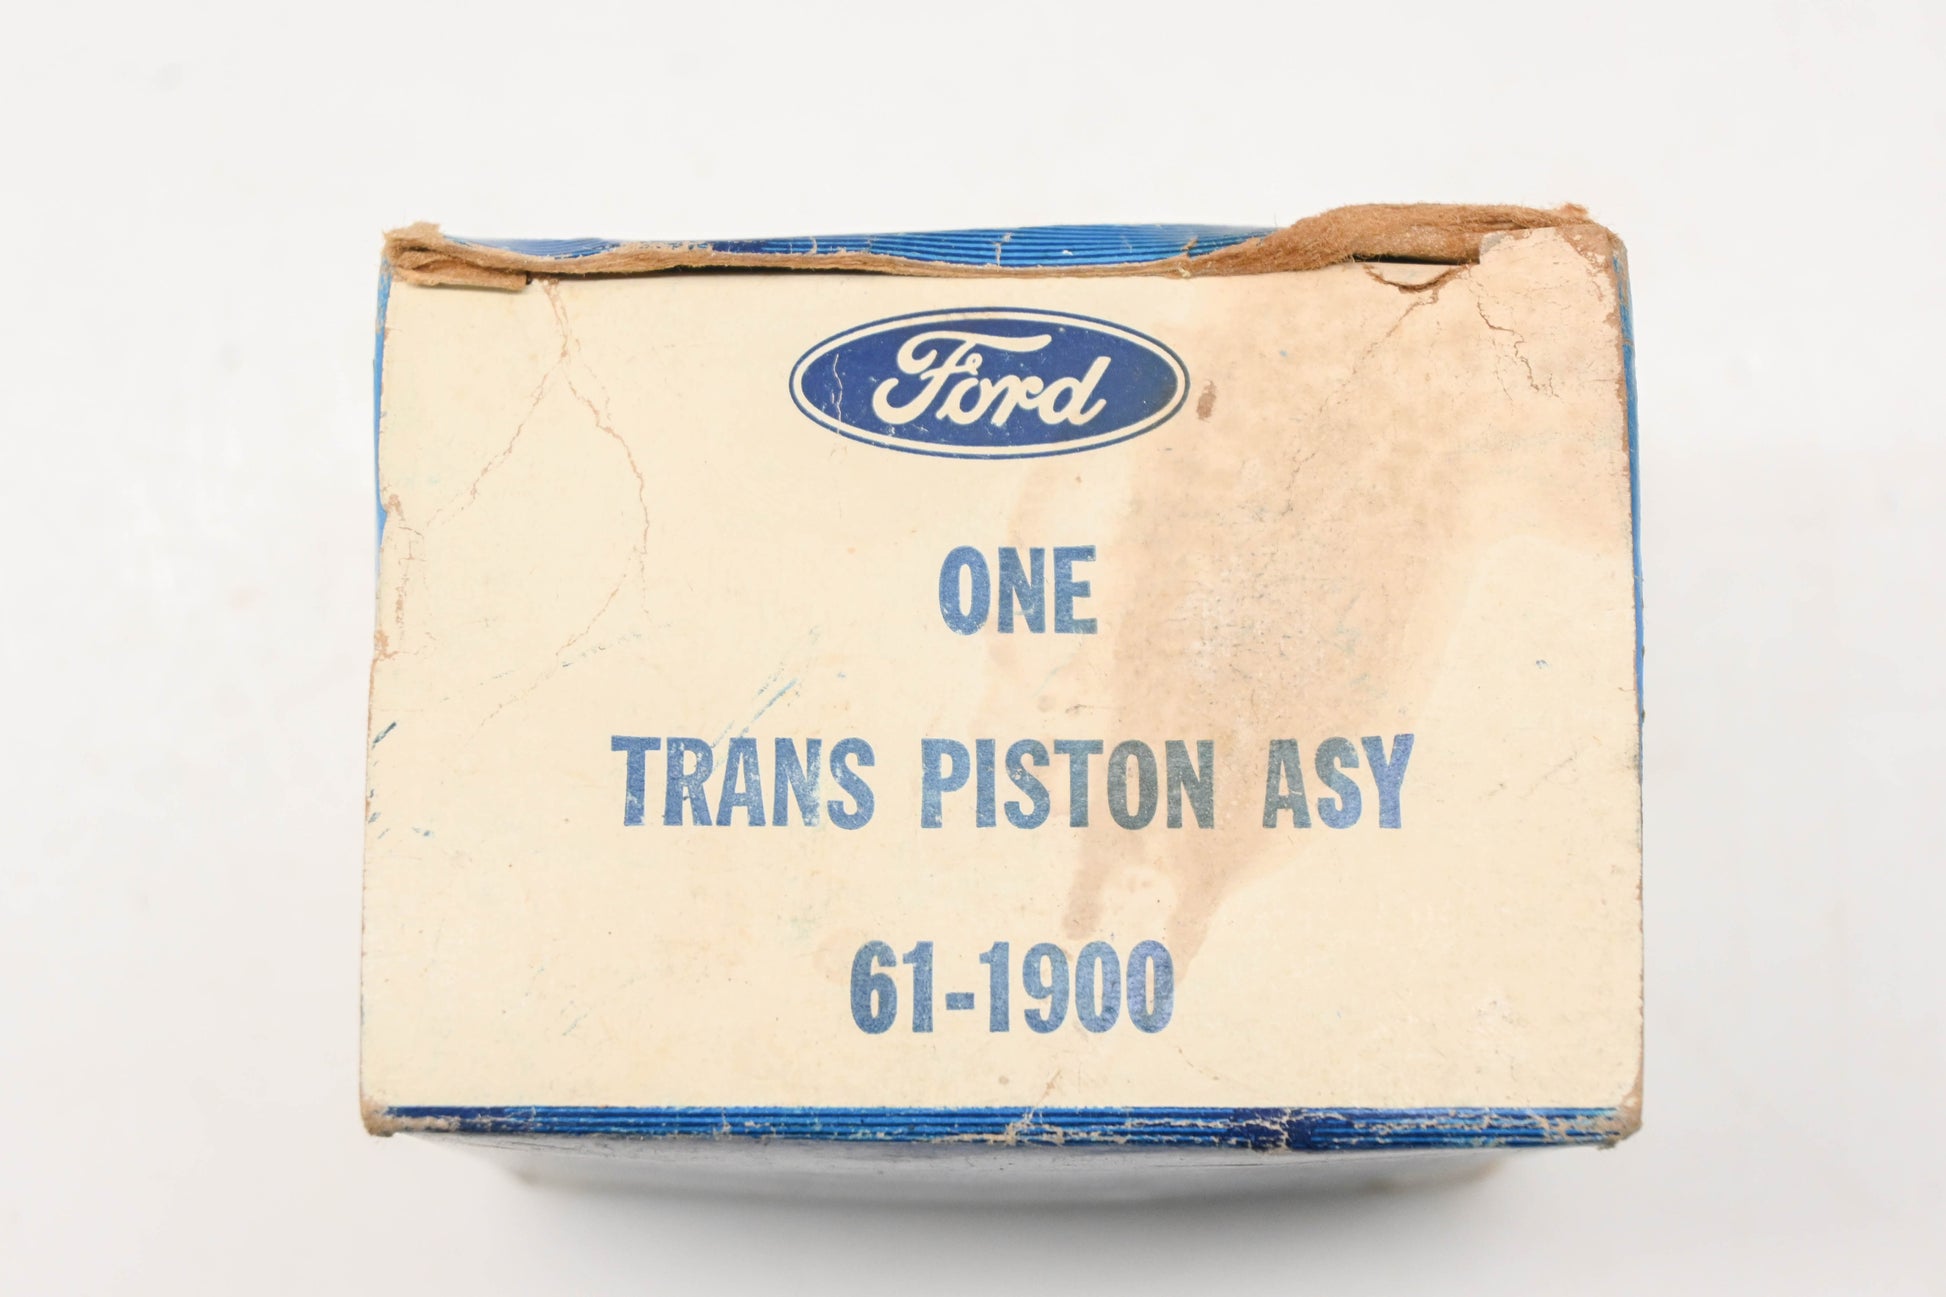 Ford
ONE
TRANS PISTON ASY
61-1900